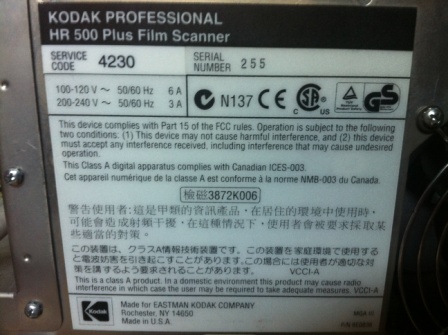 KODAK PROFESSIONAL
HR 500 Plus Film Scanner
SERVICE CODE 4230
SERIAL NUMBER 255
100-120 V ~ 50/60 Hz 6 A
200-240 V ~ 50/60 Hz 3 A
N137 CE SA C US GS
This device complies with Part 15 of the FCC rules. Operation is subject to the following
two conditions: (1) This device may not cause harmful interference, and (2) this device
must accept any interference received, including interference that may cause undesired
operation.
This Class A digital apparatus complies with Canadian ICES-003.
Cet appareil numérique de la classe A est conforme à la norme NMB-003 du Canada.
檢磁3872K006
警告使用者:這是甲類的資訊產品,在居住的環境中使用時,
可能會造成射頻干擾,在這種情況下,使用者會被要求採取某
些適當的對策。
この装置は、クラスA情報技術装置です。この装置を家庭環境で使用すると
電波妨害を引き起こすことがあります。この場合には使用者が適切な対
策を講ずるよう要求されることがあります。 VCCI-A
This is a class A product. In a domestic environment this product may cause radio
interference in which case the user may be required to take adequate measures. VCCI-A
Kodak
Made for EASTMAN KODAK COMPANY
Rochester, NY 14650
Made in U.S.A.